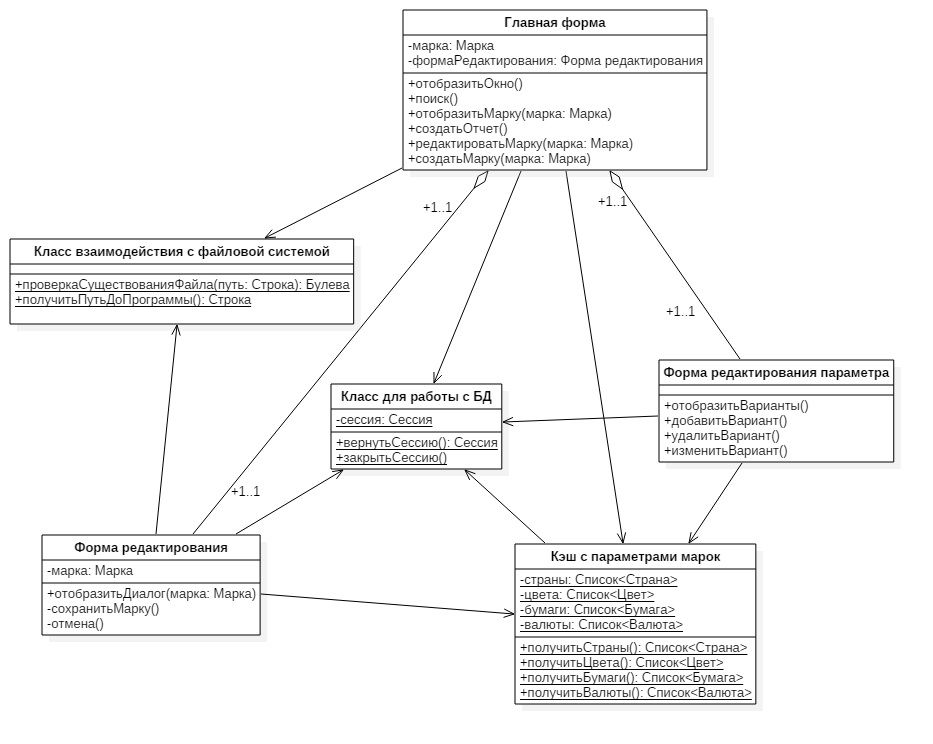 Главная форма
-марка: Марка
-формаРедактирования: Форма редактирования
+отобразитьОкно()
+поиск()
+отобразитьМарку(марка: Марка)
+создатьОтчет()
+редактироватьМарку(марка: Марка)
+создатьМарку(марка: Марка)
+1..1
+1..1
Класс взаимодействия с файловой системой
+проверкаСуществованияФайла(путь: Строка): Булева
+получитьПутьДоПрограммы(): Строка
+1..1
Форма редактирования параметра
+отобразитьВарианты()
+добавитьВариант()
+удалитьВариант()
+изменитьВариант()
Класс для работы с БД
-сессия: Сессия
+вернутьСессию(): Сессия
+закрытьСессию()
+1..1
Форма редактирования
-марка: Марка
+отобразитьДиалог(марка: Марка)
-сохранитьМарку()
-отмена()
Кэш с параметрами марок
-страны: Список<Страна>
-цвета: Список<Цвет>
-бумаги: Список<Бумага>
-валюты: Список<Валюта>
+получитьСтраны(): Список<Страна>
+получитьЦвета(): Список<Цвет>
+получитьБумаги(): Список<Бумага>
+получитьВалюты(): Список<Валюта>